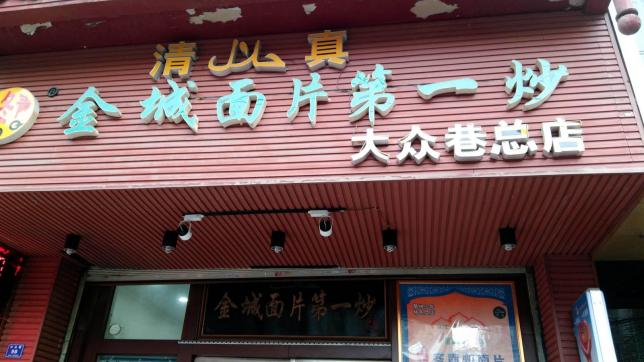 清真
金城面片第一炒
大众巷总店
金城面片第一炒